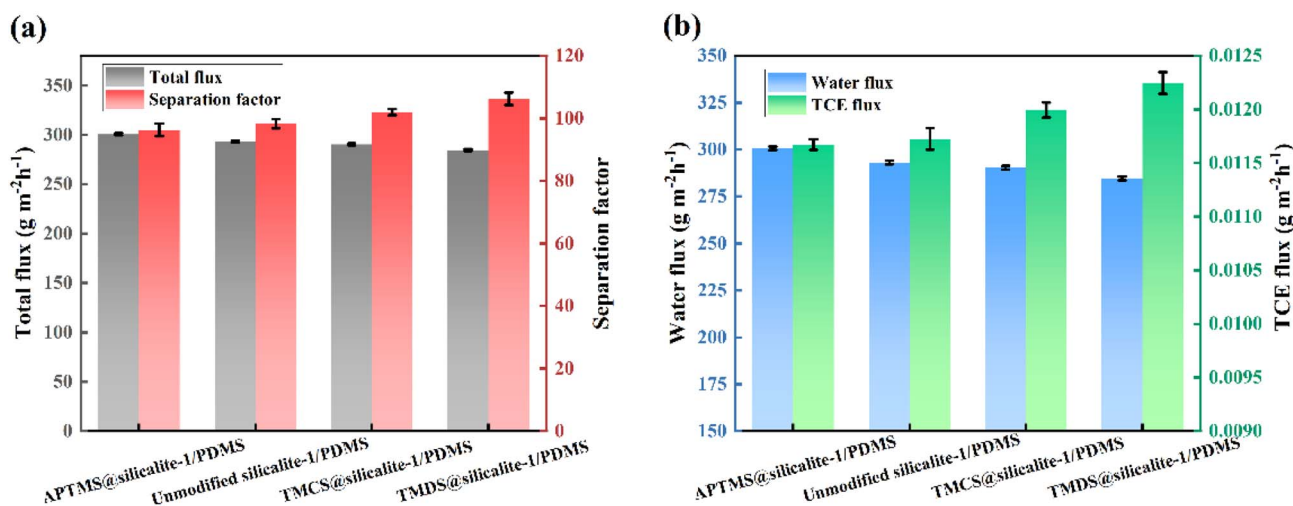 (a)
Total flux (g m⁻²h⁻¹)
350
300
250
200
150
100
50
0
Total flux
Separation factor
120
100
80
60
40
20
0
Separation factor
APTMS@silicalite-1/PDMS
Unmodified silicalite-1/PDMS
TMCS@silicalite-1/PDMS
TMDS@silicalite-1/PDMS
(b)
Water flux (g m⁻²h⁻¹)
350
325
300
275
250
225
300
175
150
Water flux
TCE flux
0.0125
0.0120
0.0115
0.0110
0.0105
0.0100
0.0095
0.0090
TCE flux (g m⁻²h⁻¹)
APTMS@silicalite-1/PDMS
Unmodified silicalite-1/PDMS
TMCS@silicalite-1/PDMS
TMDS@silicalite-1/PDMS